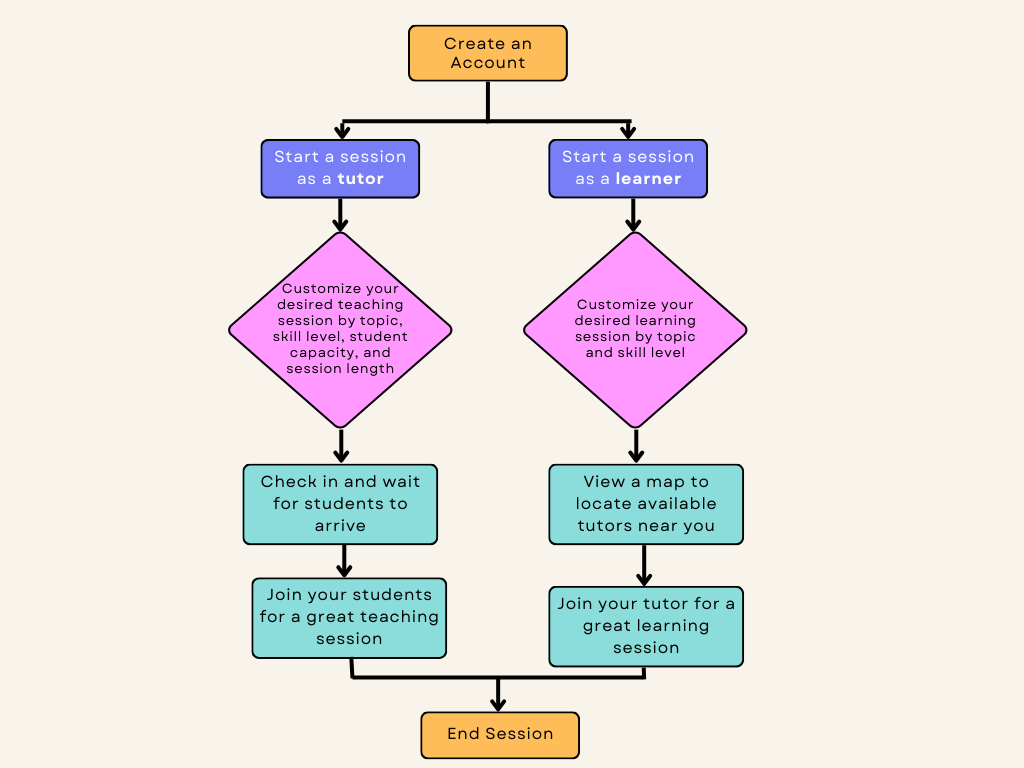 Create an
Account
Start a session
as a tutor
Start a session
as a learner
Customize your
desired teaching
session by topic,
skill level, student
capacity, and
session length
Customize your
desired learning
session by topic
and skill level
Check in and wait
for students to
arrive
View a map to
locate available
tutors near you
Join your students
for a great teaching
session
Join your tutor for a
great learning
session
End Session